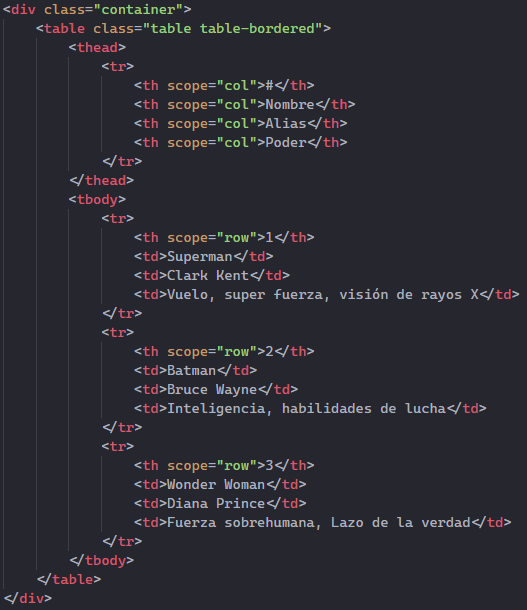 <div class="container">
    <table class="table table-bordered">
        <thead>
            <tr>
                <th scope="col">#</th>
                <th scope="col">Nombre</th>
                <th scope="col">Alias</th>
                <th scope="col">Poder</th>
            </tr>
        </thead>
        <tbody>
            <tr>
                <th scope="row">1</th>
                <td>Superman</td>
                <td>Clark Kent</td>
                <td>Vuelo, super fuerza, visión de rayos X</td>
            </tr>
            <tr>
                <th scope="row">2</th>
                <td>Batman</td>
                <td>Bruce Wayne</td>
                <td>Inteligencia, habilidades de lucha</td>
            </tr>
            <tr>
                <th scope="row">3</th>
                <td>Wonder Woman</td>
                <td>Diana Prince</td>
                <td>Fuerza sobrehumana, Lazo de la verdad</td>
            </tr>
        </tbody>
    </table>
</div>